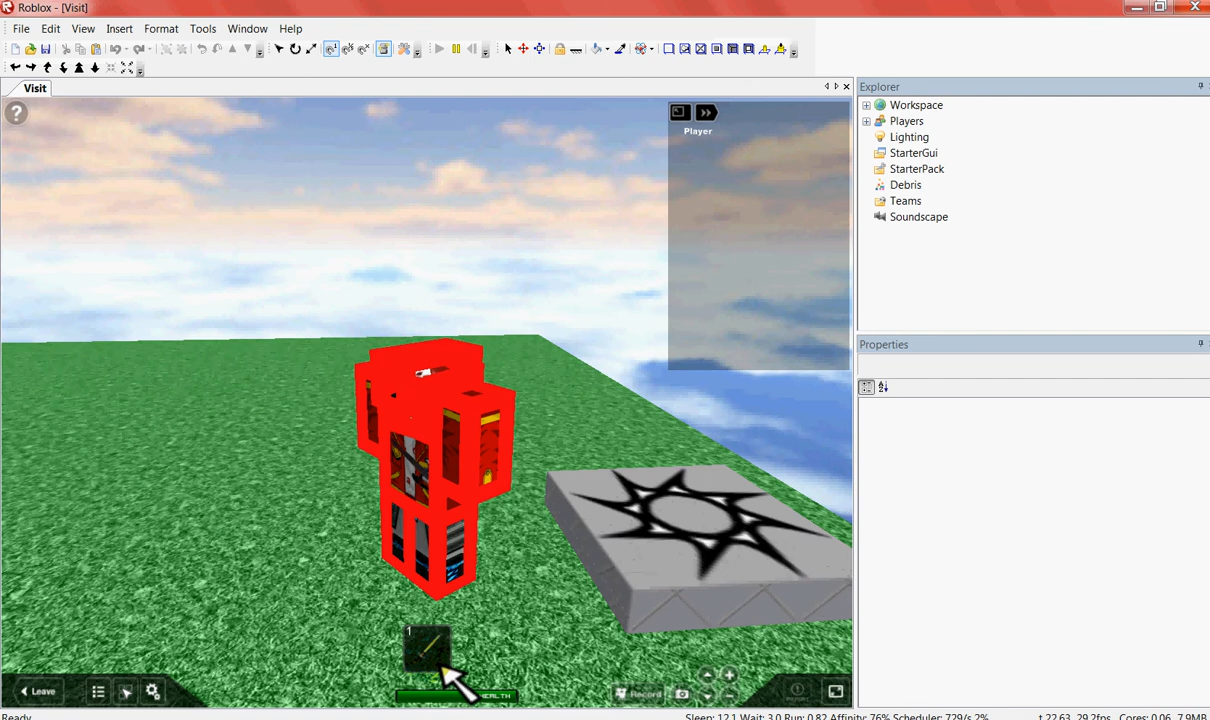 Roblox - [Visit]
File Edit View Insert Format Tools Window Help
Visit
Explorer
Player
Workspace
Players
Lighting
StarterGui
StarterPack
Debris
Teams
Soundscape
Properties
1
Leave
HEALTH
Record
Ready
Sleep: 12.1 Wait: 3.0 Run: 0.82 Affinity: 76% Scheduler: 729/s 2%
t 22.63 29.2fps Cores: 0.06 7.9MB